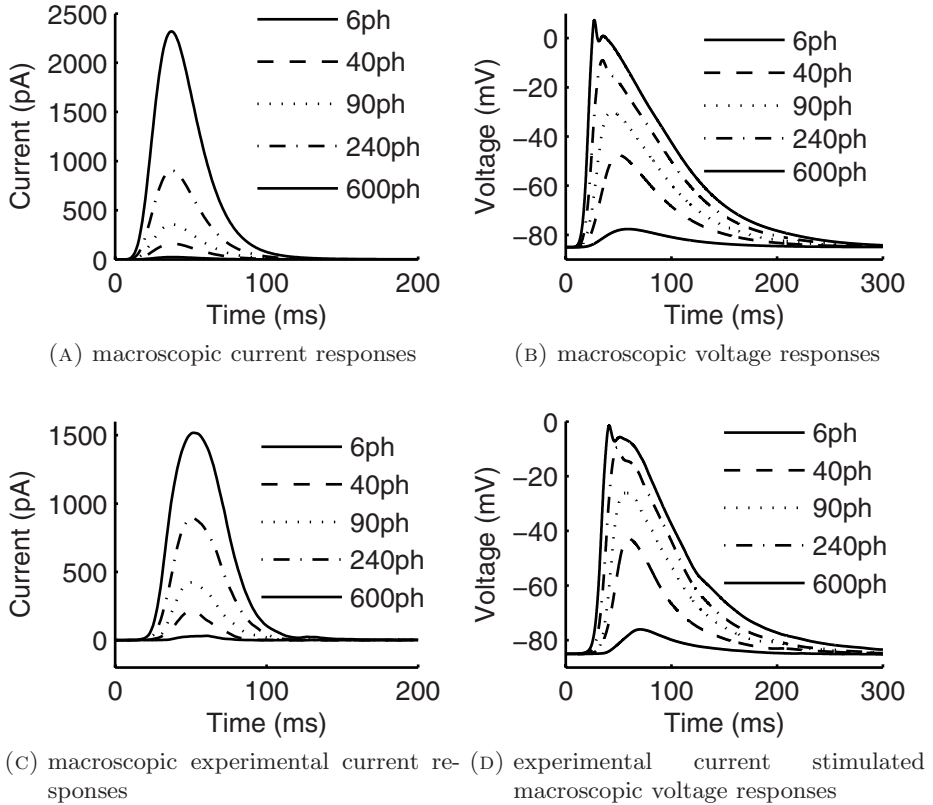 2500
2000
1500
1000
500
0
Current (pA)
6ph
40ph
90ph
240ph
600ph
0 100 200
Time (ms)
(A) macroscopic current responses
0
−20
−40
−60
−80
Voltage (mV)
6ph
40ph
90ph
240ph
600ph
0 100 200 300
Time (ms)
(B) macroscopic voltage responses
1500
1000
500
0
Current (pA)
6ph
40ph
90ph
240ph
600ph
0 100 200
Time (ms)
(C) macroscopic experimental current re-
sponses
0
−20
−40
−60
−80
Voltage (mV)
6ph
40ph
90ph
240ph
600ph
0 100 200 300
Time (ms)
(D) experimental current stimulated
macroscopic voltage responses